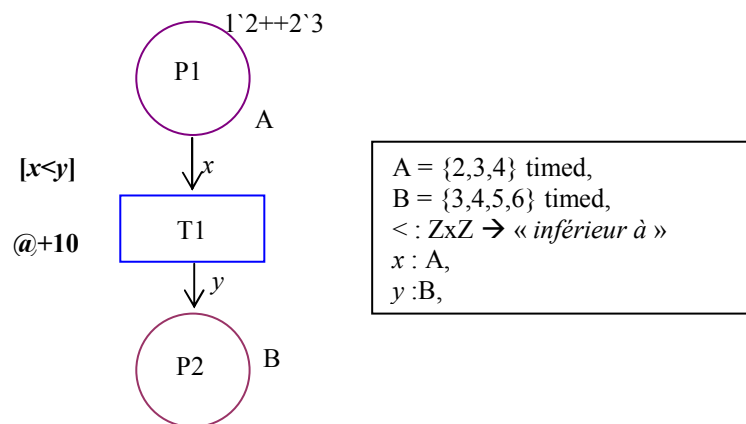 1`2++2`3
P1
A
[x<y]
x
@+10
T1
y
P2
B
A = {2,3,4} timed,
B = {3,4,5,6} timed,
< : ZxZ → « inférieur à »
x : A,
y :B,